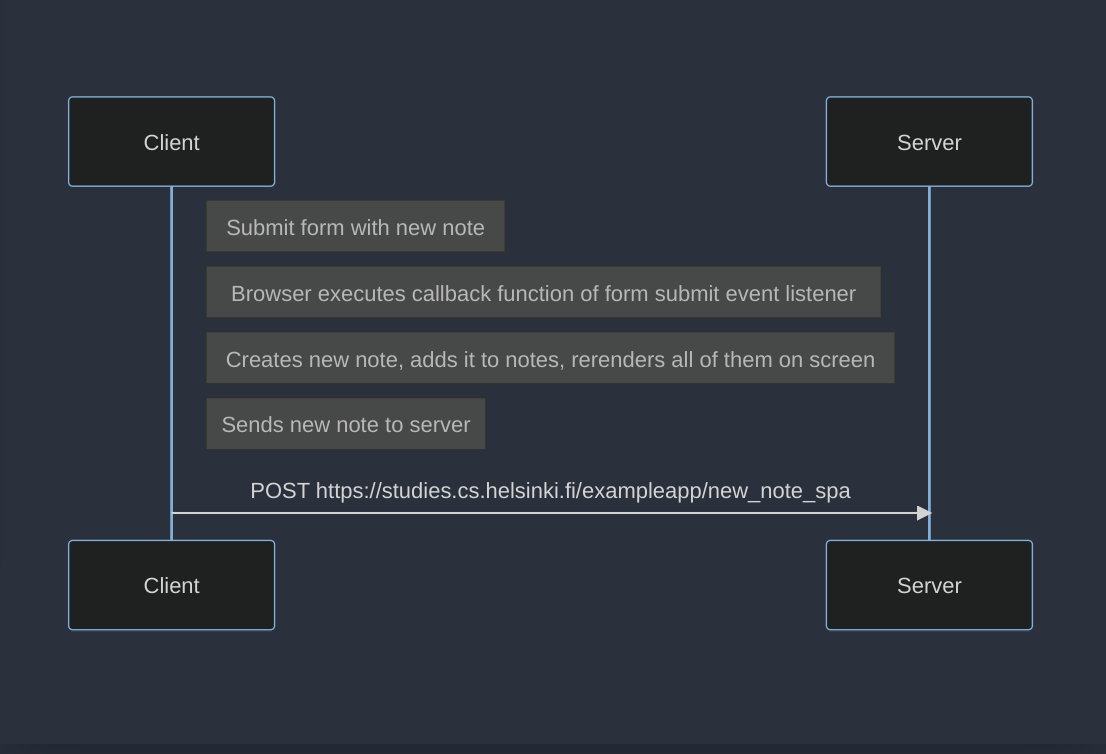 Client
Server
Submit form with new note
Browser executes callback function of form submit event listener
Creates new note, adds it to notes, rerenders all of them on screen
Sends new note to server
POST https://studies.cs.helsinki.fi/exampleapp/new_note_spa
Client
Server